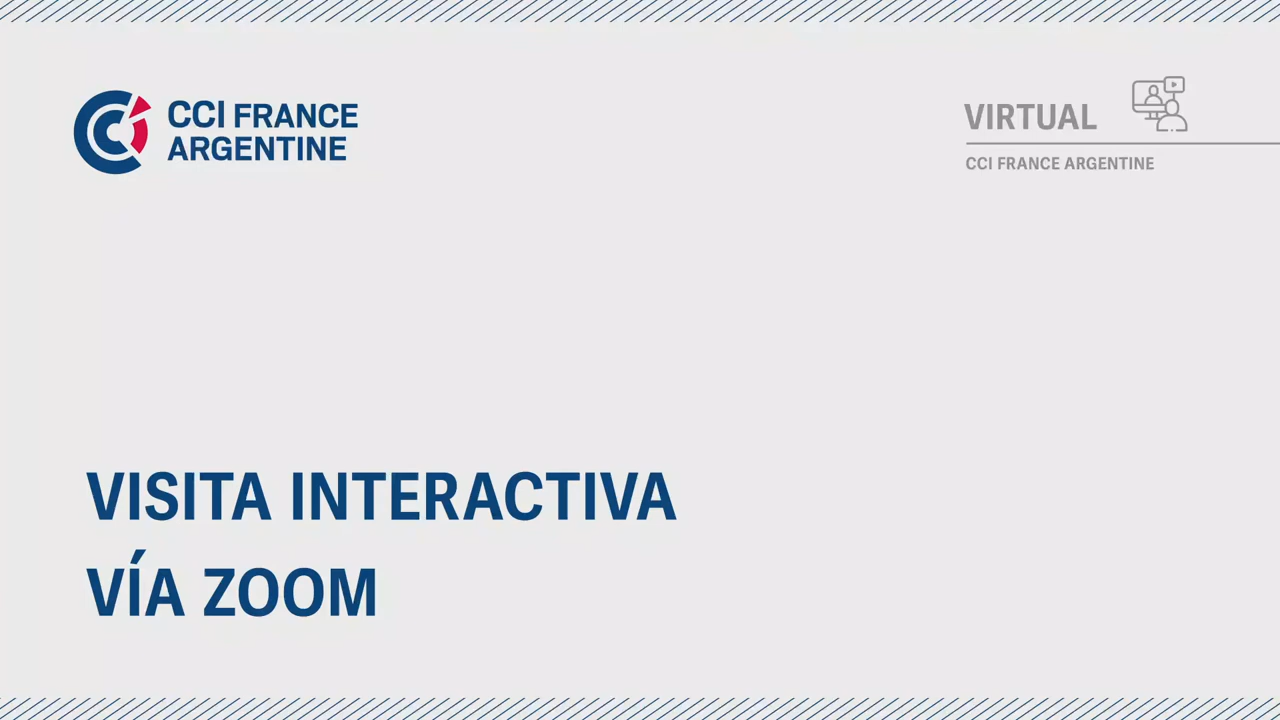 CCI FRANCE
ARGENTINE
VIRTUAL
CCI FRANCE ARGENTINE
VISITA INTERACTIVA
VÍA ZOOM